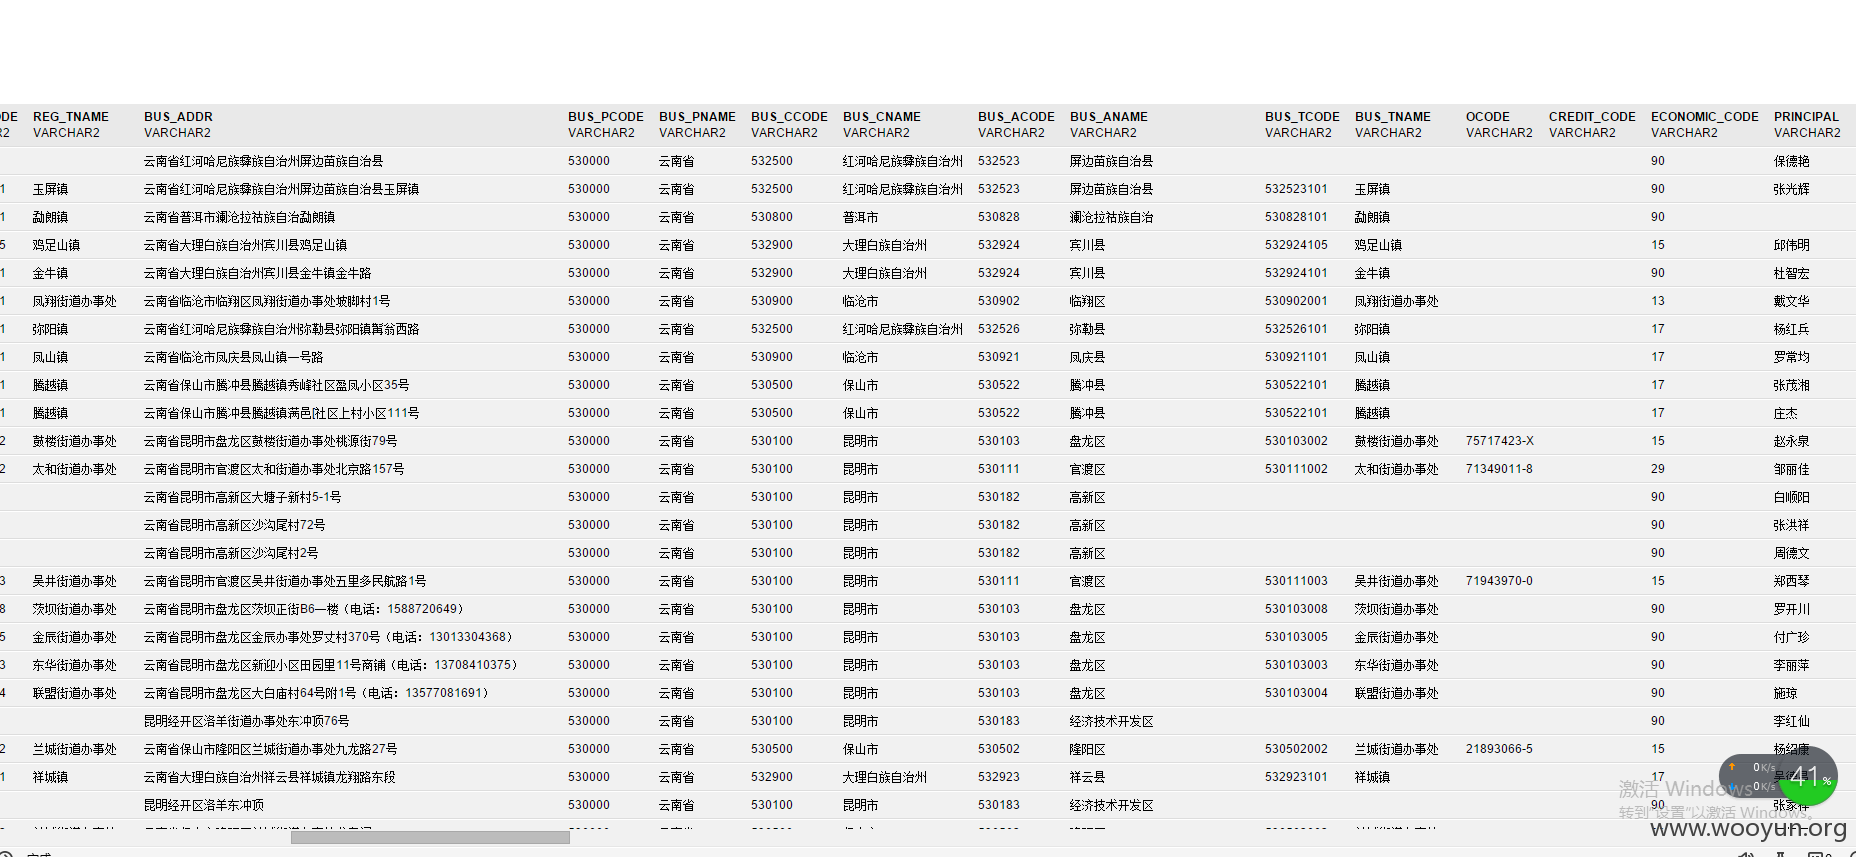 DE REG_TNAME BUS_ADDR BUS_PCODE BUS_PNAME BUS_CCODE BUS_CNAME BUS_ACODE BUS_ANAME BUS_TCODE BUS_TNAME OCODE CREDIT_CODE ECONOMIC_CODE PRINCIPAL
R2 VARCHAR2 VARCHAR2 VARCHAR2 VARCHAR2 VARCHAR2 VARCHAR2 VARCHAR2 VARCHAR2 VARCHAR2 VARCHAR2 VARCHAR2 VARCHAR2 VARCHAR2 VARCHAR2
云南省红河哈尼族彝族自治州屏边苗族自治县 530000 云南省 532500 红河哈尼族彝族自治州 532523 屏边苗族自治县 90 保德艳
1 玉屏镇 云南省红河哈尼族彝族自治州屏边苗族自治县玉屏镇 530000 云南省 532500 红河哈尼族彝族自治州 532523 屏边苗族自治县 532523101 玉屏镇 90 张光辉
1 勐朗镇 云南省普洱市澜沧拉祜族自治勐朗镇 530000 云南省 530800 普洱市 530828 澜沧拉祜族自治 530828101 勐朗镇 90
5 鸡足山镇 云南省大理白族自治州宾川县鸡足山镇 530000 云南省 532900 大理白族自治州 532924 宾川县 532924105 鸡足山镇 15 邱伟明
1 金牛镇 云南省大理白族自治州宾川县金牛镇金牛路 530000 云南省 532900 大理白族自治州 532924 宾川县 532924101 金牛镇 90 杜智宏
1 凤翔街道办事处 云南省临沧市临翔区凤翔街道办事处坡脚村1号 530000 云南省 530900 临沧市 530902 临翔区 530902001 凤翔街道办事处 13 戴文华
1 弥阳镇 云南省红河哈尼族彝族自治州弥勒县弥阳镇髯翁西路 530000 云南省 532500 红河哈尼族彝族自治州 532526 弥勒县 532526101 弥阳镇 17 杨红兵
1 凤山镇 云南省临沧市凤庆县凤山镇一号路 530000 云南省 530900 临沧市 530921 凤庆县 530921101 凤山镇 17 罗常均
1 腾越镇 云南省保山市腾冲县腾越镇秀峰社区盈凤小区35号 530000 云南省 530500 保山市 530522 腾冲县 530522101 腾越镇 17 张茂湘
1 腾越镇 云南省保山市腾冲县腾越镇满邑[社区上村小区111号 530000 云南省 530500 保山市 530522 腾冲县 530522101 腾越镇 17 庄杰
2 鼓楼街道办事处 云南省昆明市盘龙区鼓楼街道办事处桃源街79号 530000 云南省 530100 昆明市 530103 盘龙区 530103002 鼓楼街道办事处 75717423-X 15 赵永泉
2 太和街道办事处 云南省昆明市官渡区太和街道办事处北京路157号 530000 云南省 530100 昆明市 530111 官渡区 530111002 太和街道办事处 71349011-8 29 邹丽佳
云南省昆明市高新区大塘子新村5-1号 530000 云南省 530100 昆明市 530182 高新区 90 白顺阳
云南省昆明市高新区沙沟尾村72号 530000 云南省 530100 昆明市 530182 高新区 90 张洪祥
云南省昆明市高新区沙沟尾村2号 530000 云南省 530100 昆明市 530182 高新区 90 周德文
3 吴井街道办事处 云南省昆明市官渡区吴井街道办事处五里多民航路1号 530000 云南省 530100 昆明市 530111 官渡区 530111003 吴井街道办事处 71943970-0 15 郑西琴
8 茨坝街道办事处 云南省昆明市盘龙区茨坝正街B6一楼（电话：1588720649） 530000 云南省 530100 昆明市 530103 盘龙区 530103008 茨坝街道办事处 90 罗开川
5 金辰街道办事处 云南省昆明市盘龙区金辰办事处罗丈村370号（电话：13013304368） 530000 云南省 530100 昆明市 530103 盘龙区 530103005 金辰街道办事处 90 付广珍
3 东华街道办事处 云南省昆明市盘龙区新迎小区田园里11号商铺（电话：13708410375） 530000 云南省 530100 昆明市 530103 盘龙区 530103003 东华街道办事处 90 李丽萍
4 联盟街道办事处 云南省昆明市盘龙区大白庙村64号附1号（电话：13577081691） 530000 云南省 530100 昆明市 530103 盘龙区 530103004 联盟街道办事处 90 施琼
昆明经开区洛羊街道办事处东冲顶76号 530000 云南省 530100 昆明市 530183 经济技术开发区 90 李红仙
2 兰城街道办事处 云南省保山市隆阳区兰城街道办事处九龙路27号 530000 云南省 530500 保山市 530502 隆阳区 530502002 兰城街道办事处 21893066-5 15 杨绍康
1 祥城镇 云南省大理白族自治州祥云县祥城镇龙翔路东段 530000 云南省 532900 大理白族自治州 532923 祥云县 532923101 祥城镇 17
昆明经开区洛羊东冲顶 530000 云南省 530100 昆明市 530183 经济技术开发区 90 张家祥
0K/s
0K/s
41%
激活 Windows
转到"设置"以激活 Windows。
www.wooyun.org